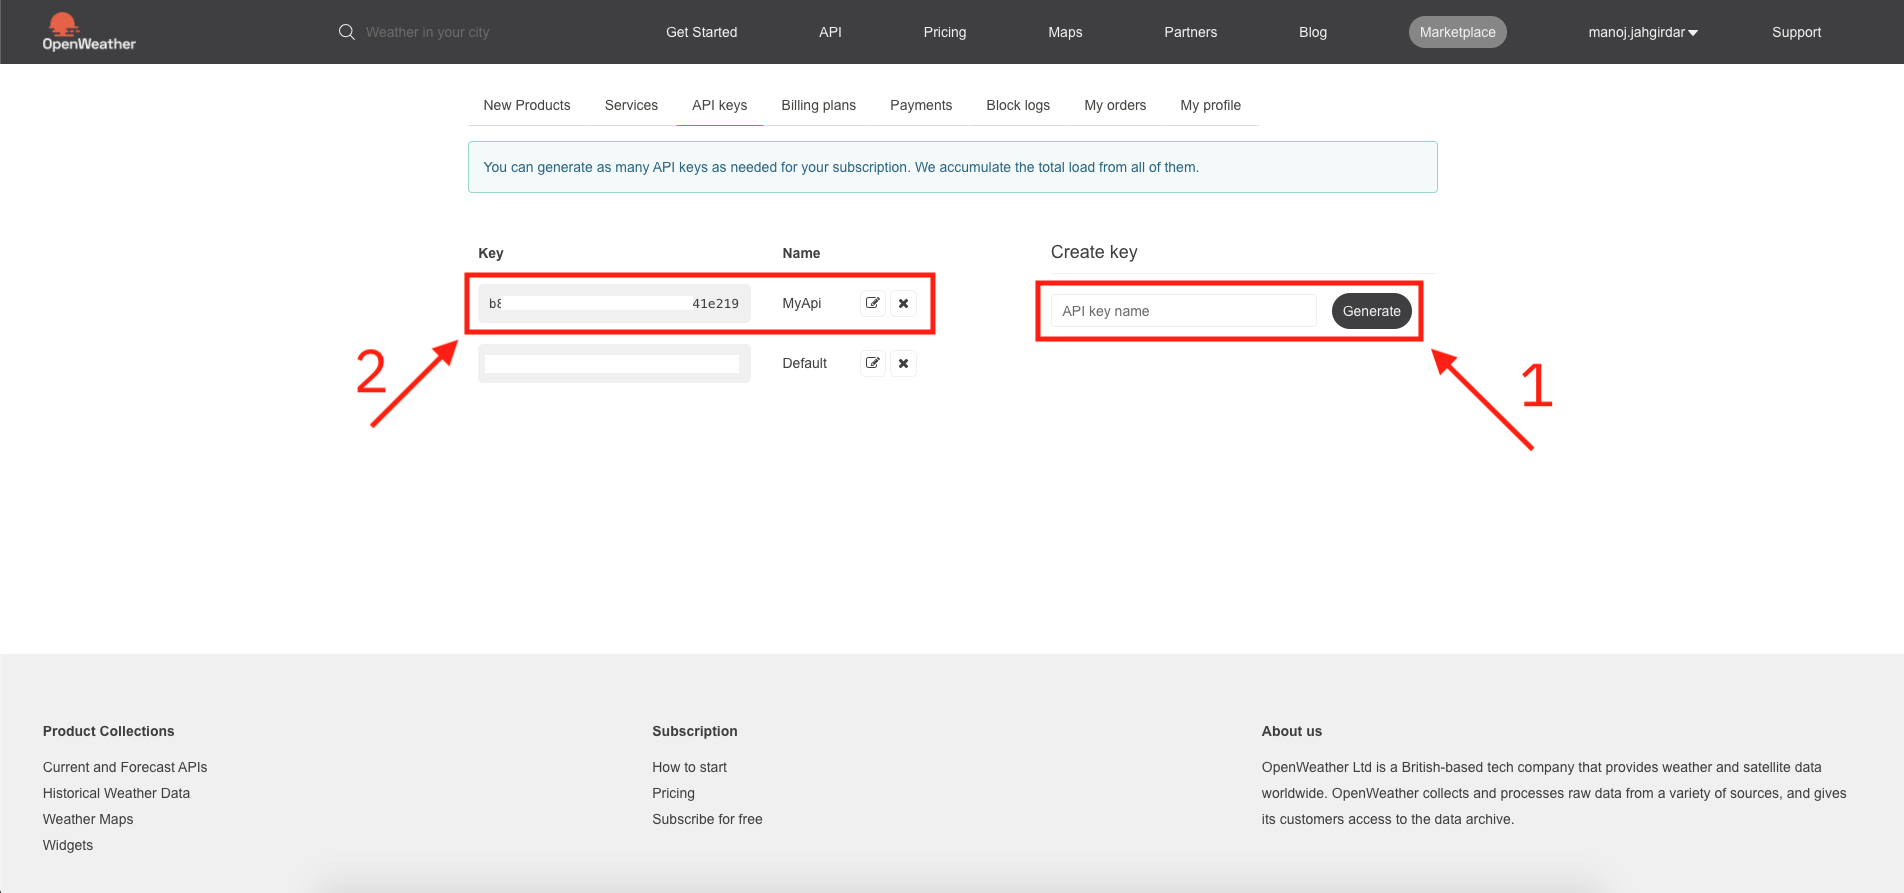 OpenWeather
Weather in your city
Get Started
API
Pricing
Maps
Partners
Blog
Marketplace
manoj.jahgirdar
Support
New Products
Services
API keys
Billing plans
Payments
Block logs
My orders
My profile
You can generate as many API keys as needed for your subscription. We accumulate the total load from all of them.
Key
Name
41e219
MyApi
Default
Create key
API key name
Generate
2
1
Product Collections
Current and Forecast APIs
Historical Weather Data
Weather Maps
Widgets
Subscription
How to start
Pricing
Subscribe for free
About us
OpenWeather Ltd is a British-based tech company that provides weather and satellite data
worldwide. OpenWeather collects and processes raw data from a variety of sources, and gives
its customers access to the data archive.